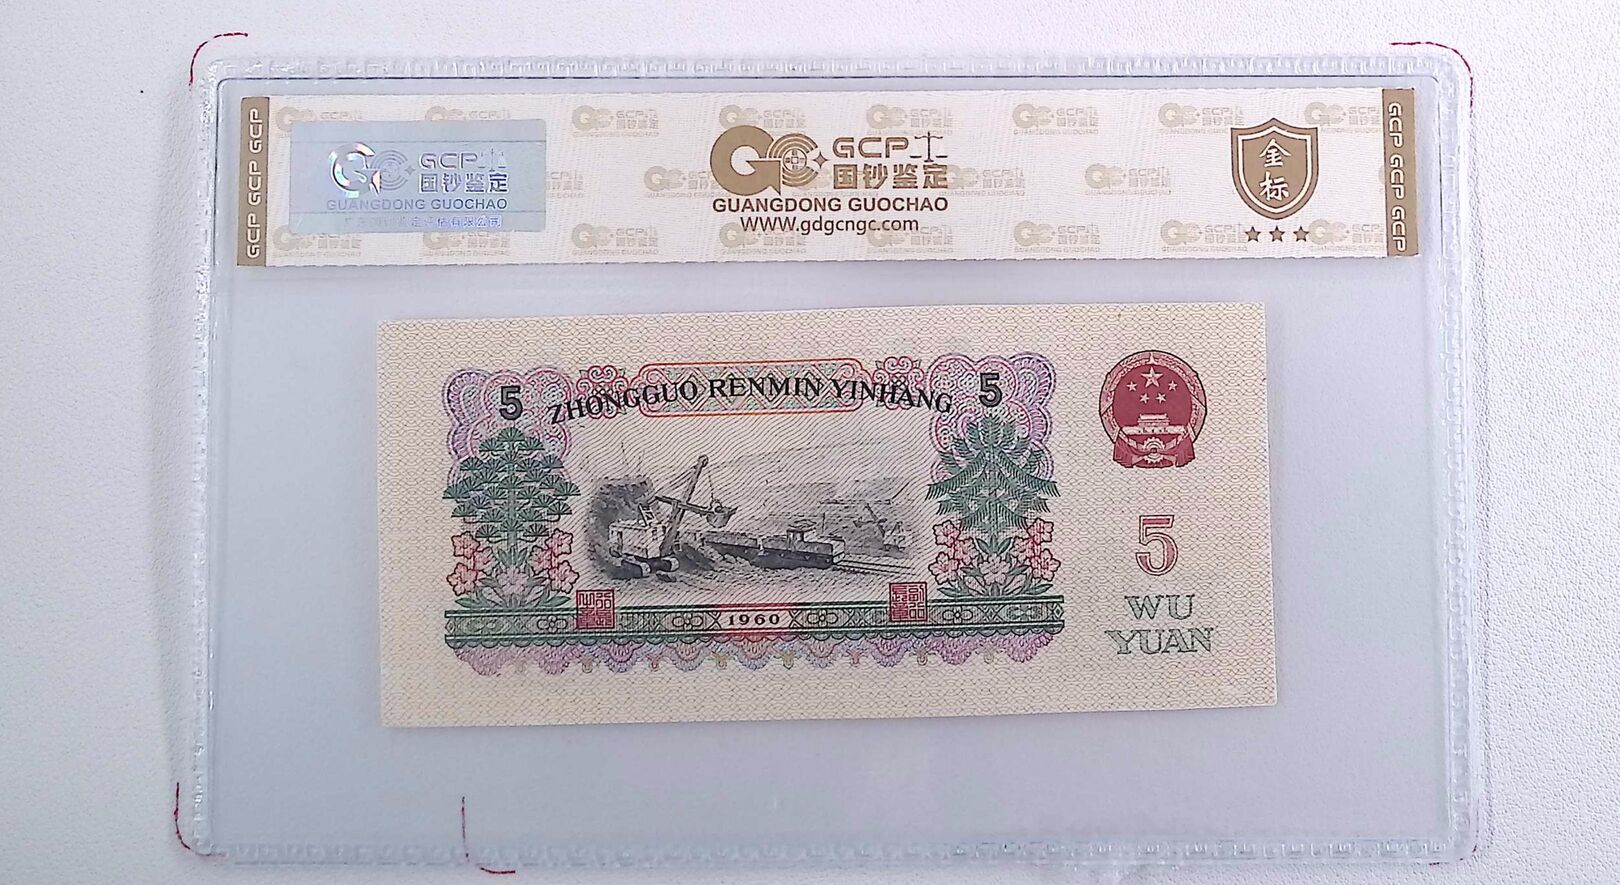 GCP GCP GCP
GCP
国钞鉴定
GUANGDONG GUOCHAO
GCP
国钞鉴定
GUANGDONG GUOCHAO
www.gdgcngc.com
金标
GCP GCP GCP
5 ZHONGGUO RENMIN YINHANG 5
1960
5
WU
YUAN